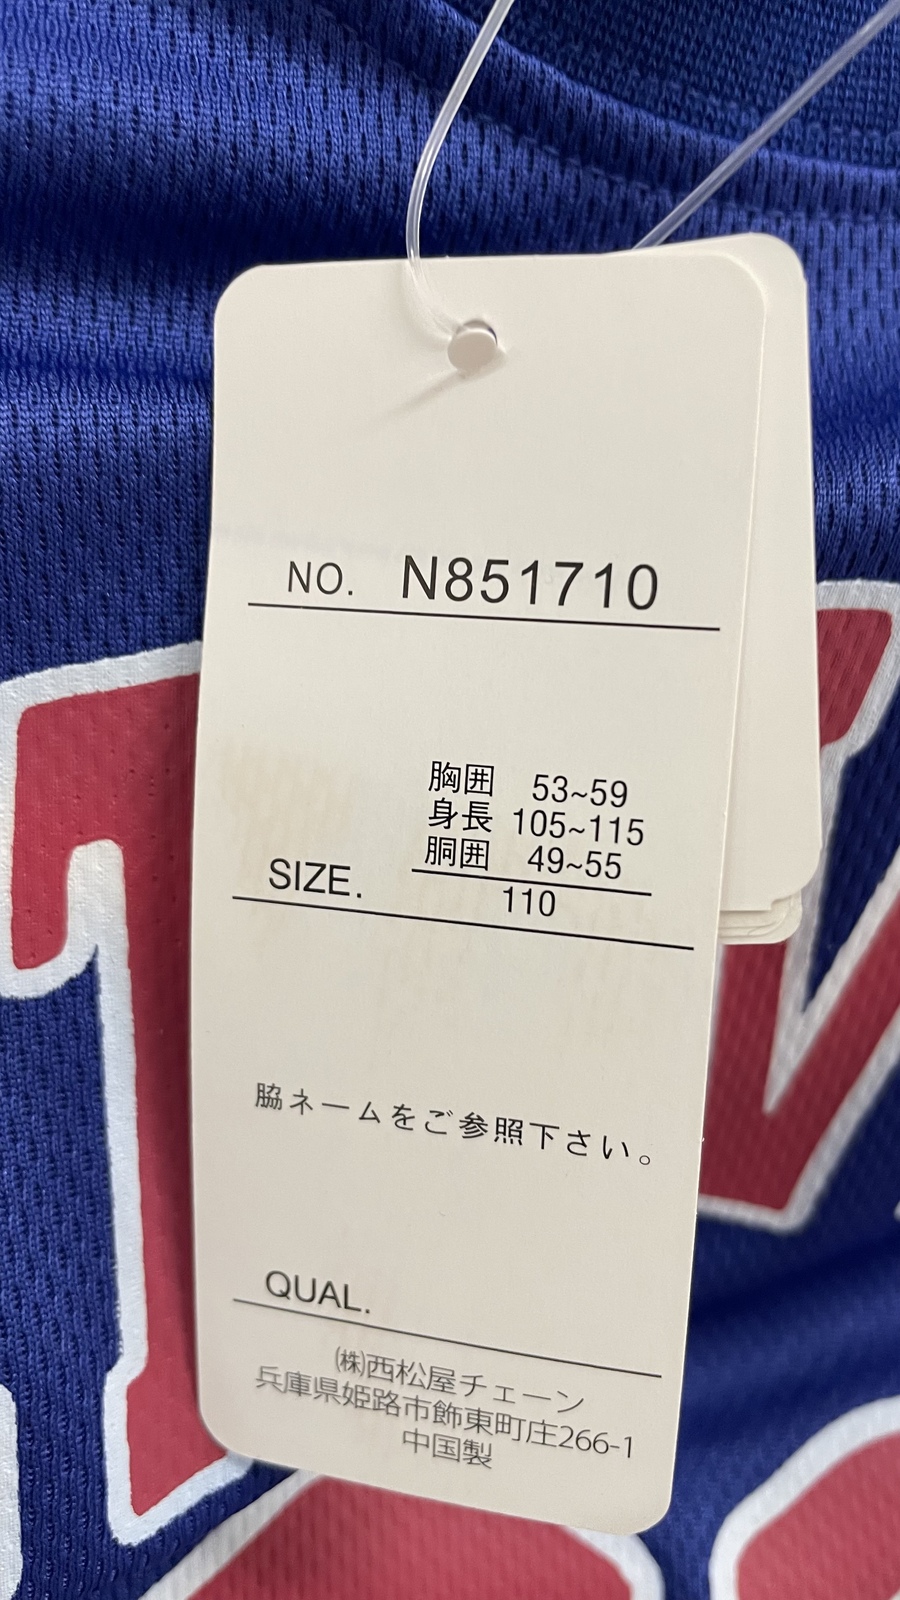 NO. N851710
胸囲 53~59
身長 105~115
胴囲 49~55
SIZE. 110
脇ネームをご参照下さい。
QUAL.
㈱西松屋チェーン
兵庫県姫路市飾東町庄266-1
中国製